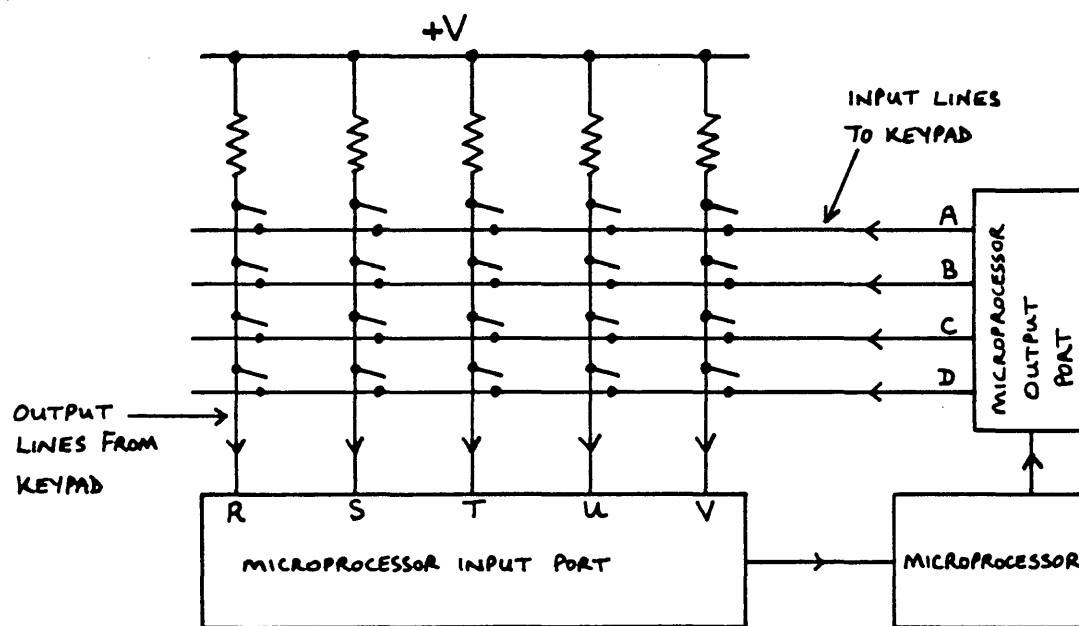 +V
INPUT LINES
TO KEYPAD
A
B
C
D
MICROPROCESSOR
OUTPUT
PORT
OUTPUT
LINES FROM
KEYPAD
R S T U V
MICROPROCESSOR INPUT PORT
MICROPROCESSOR